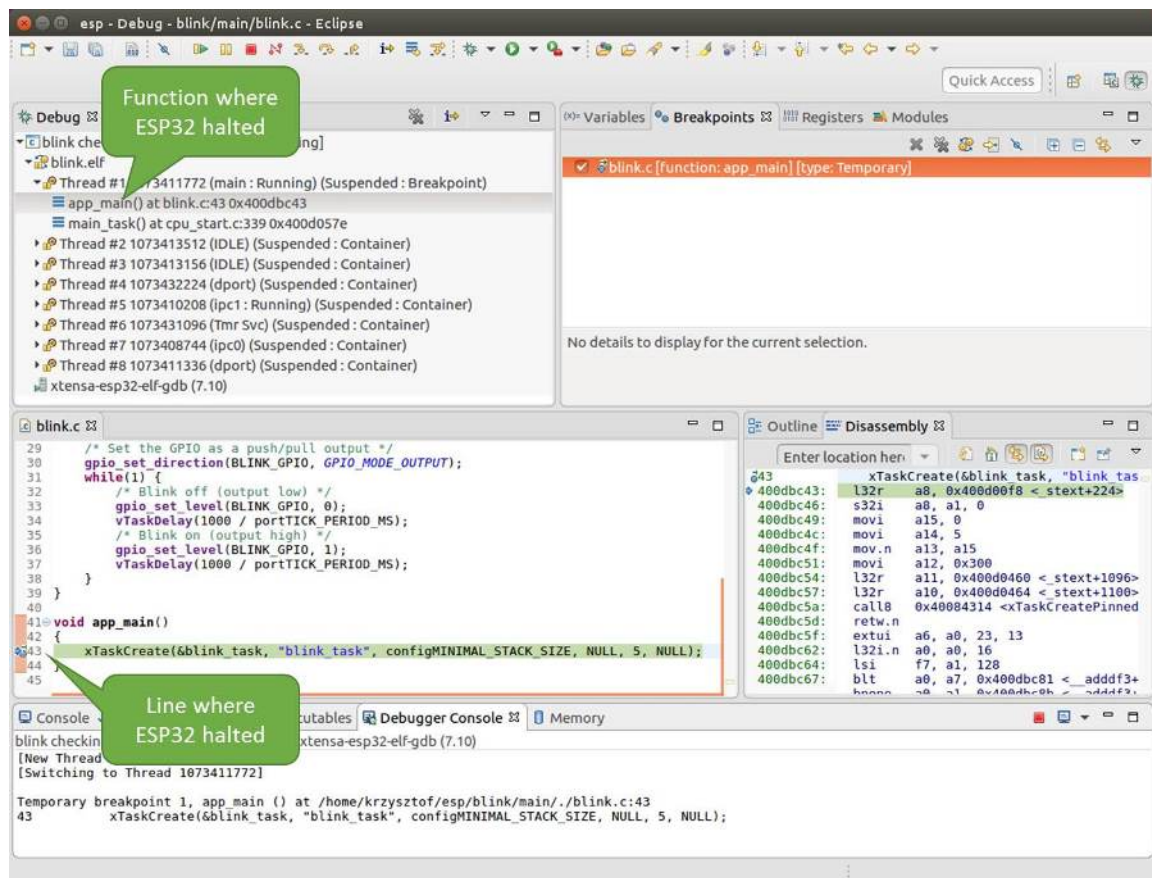 esp - Debug - blink/main/blink.c - Eclipse
Quick Access
Function where
ESP32 halted
Debug
blink che
ing]
blink.elf
Thread #1 1073411772 (main : Running) (Suspended : Breakpoint)
app_main() at blink.c:43 0x400dbc43
main_task() at cpu_start.c:339 0x400d057e
Thread #2 1073413512 (IDLE) (Suspended : Container)
Thread #3 1073413156 (IDLE) (Suspended : Container)
Thread #4 1073432224 (dport) (Suspended : Container)
Thread #5 1073410208 (ipc1 : Running) (Suspended : Container)
Thread #6 1073431096 (Tmr Svc) (Suspended : Container)
Thread #7 1073408744 (ipc0) (Suspended : Container)
Thread #8 1073411336 (dport) (Suspended : Container)
xtensa-esp32-elf-gdb (7.10)
(x)= Variables Breakpoints Registers Modules
blink.c [function: app_main] [type: Temporary]
No details to display for the current selection.
blink.c
29 /* Set the GPIO as a push/pull output */
30 gpio_set_direction(BLINK_GPIO, GPIO_MODE_OUTPUT);
31 while(1) {
32 /* Blink off (output low) */
33 gpio_set_level(BLINK_GPIO, 0);
34 vTaskDelay(1000 / portTICK_PERIOD_MS);
35 /* Blink on (output high) */
36 gpio_set_level(BLINK_GPIO, 1);
37 vTaskDelay(1000 / portTICK_PERIOD_MS);
38 }
39 }
40
41 void app_main()
42 {
43 xTaskCreate(&blink_task, "blink_task", configMINIMAL_STACK_SIZE, NULL, 5, NULL);
44 }
45
Line where
ESP32 halted
Outline Disassembly
Enter location her
43 xTaskCreate(&blink_task, "blink_tas
400dbc43: l32r a8, 0x400d00f8 <_stext+224>
400dbc46: s32i a8, a1, 0
400dbc49: movi a15, 0
400dbc4c: movi a14, 5
400dbc4f: mov.n a13, a15
400dbc51: movi a12, 0x300
400dbc54: l32r a11, 0x400d0460 <_stext+1096>
400dbc57: l32r a10, 0x400d0464 <_stext+1100>
400dbc5a: call8 0x40084314 <xTaskCreatePinned
400dbc5d: retw.n
400dbc5f: extui a6, a0, 23, 13
400dbc62: l32i.n a0, a0, 16
400dbc64: lsi f7, a1, 128
400dbc67: blt a0, a7, 0x400dbc81 <__adddf3+
Console
cutables Debugger Console Memory
blink checkin
xtensa-esp32-elf-gdb (7.10)
[New Thread
[Switching to Thread 1073411772]
Temporary breakpoint 1, app_main () at /home/krzysztof/esp/blink/main/./blink.c:43
43 xTaskCreate(&blink_task, "blink_task", configMINIMAL_STACK_SIZE, NULL, 5, NULL);